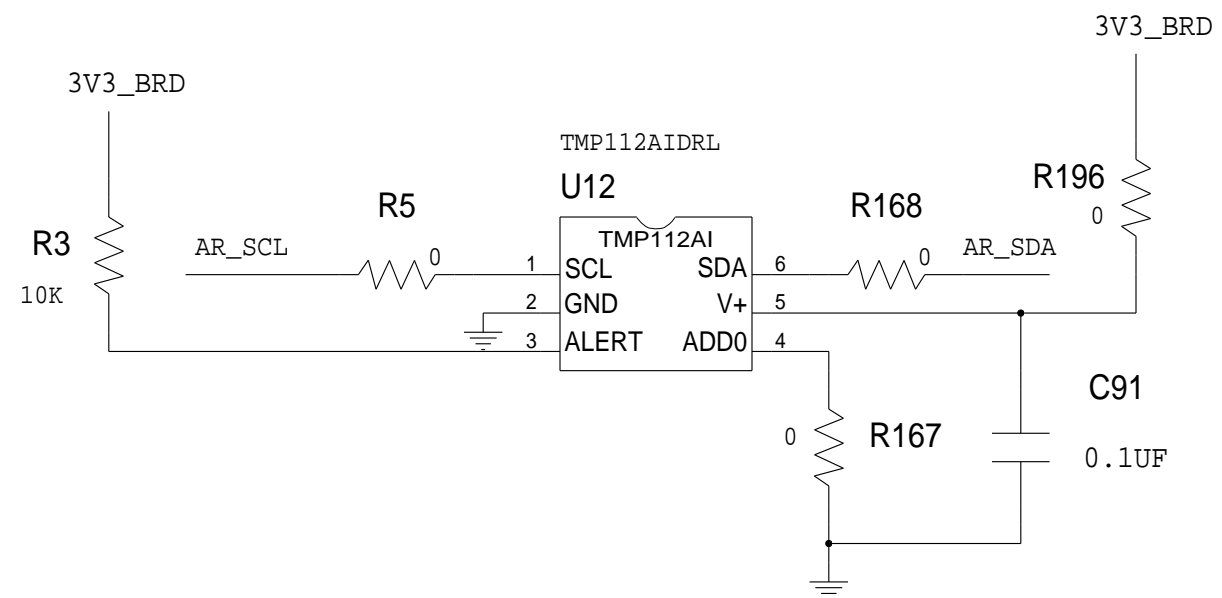 3V3_BRD
3V3_BRD
TMP112AIDRL
U12
R196
0
R5
R168
R3
10K
AR_SCL
0
TMP112AI
0
AR_SDA
1
SCL
SDA
6
2
GND
V+
5
3
ALERT
ADD0
4
C91
0
R167
0.1UF